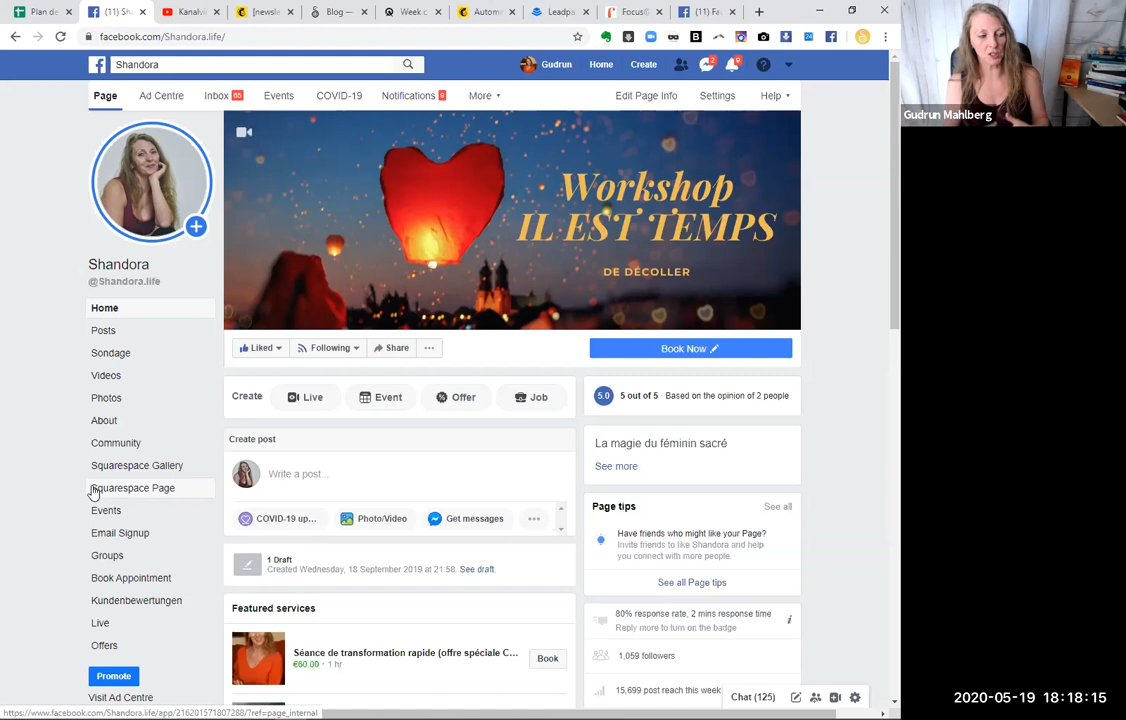 Plan de
(11) Sha
Kanalvi
[newsle
Blog —
Week c
Automn
Leadpa
Focus®
(11) Fac
facebook.com/Shandora.life/
Shandora
Gudrun
Home
Create
2
9
Gudrun Mahlberg
Page
Ad Centre
Inbox 65
Events
COVID-19
Notifications 9
More
Edit Page Info
Settings
Help
Workshop
IL EST TEMPS
DE DÉCOLLER
Shandora
@Shandora.life
Home
Posts
Sondage
Videos
Photos
About
Community
Squarespace Gallery
Squarespace Page
Events
Email Signup
Groups
Book Appointment
Kundenbewertungen
Live
Offers
Promote
Visit Ad Centre
Liked
Following
Share
Book Now
Create
Live
Event
Offer
Job
Create post
Write a post...
COVID-19 up...
Photo/Video
Get messages
1 Draft
Created Wednesday, 18 September 2019 at 21:58. See draft.
Featured services
Séance de transformation rapide (offre spéciale C...
€60.00 · 1 hr
Book
5.0
5 out of 5 · Based on the opinion of 2 people
La magie du féminin sacré
See more
Page tips
See all
Have friends who might like your Page?
Invite friends to like Shandora and help
you connect with more people.
See all Page tips
80% response rate, 2 mins response time
Reply more to turn on the badge
1,059 followers
15,699 post reach this week
Chat (125)
https://www.facebook.com/Shandora.life/app/216201571807288/?ref=page_internal
2020-05-19 18:18:15